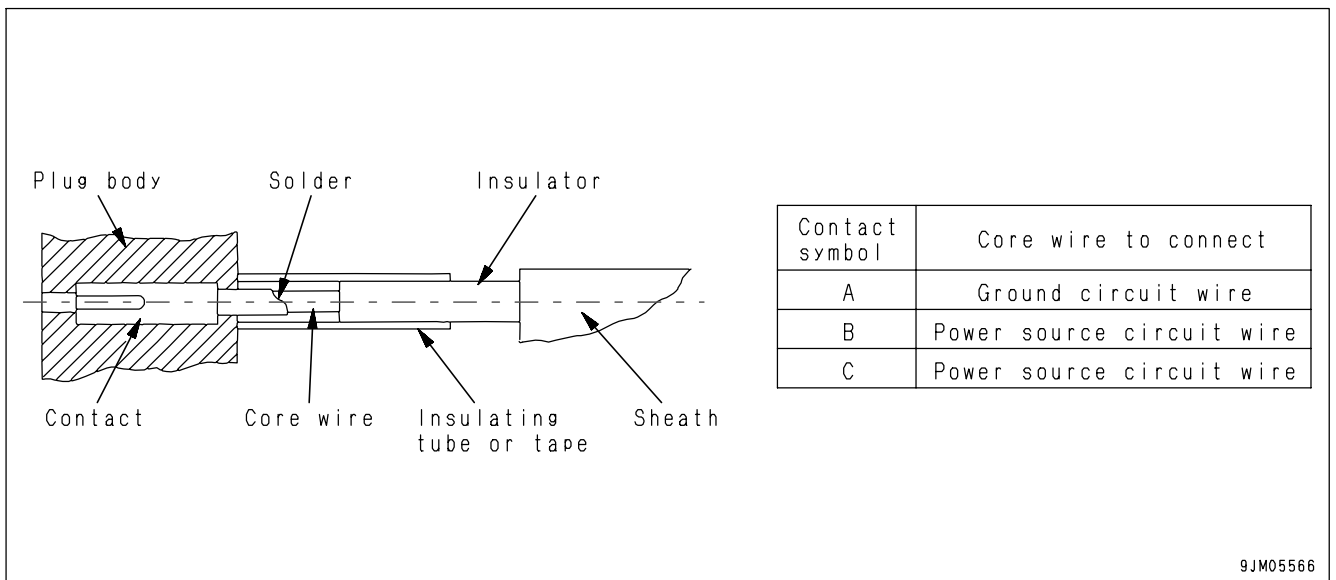 Plug body
Solder
Insulator
Contact
Core wire
Insulating
tube or tape
Sheath
Contact
symbol
Core wire to connect
A
Ground circuit wire
B
Power source circuit wire
C
Power source circuit wire
9JM05566